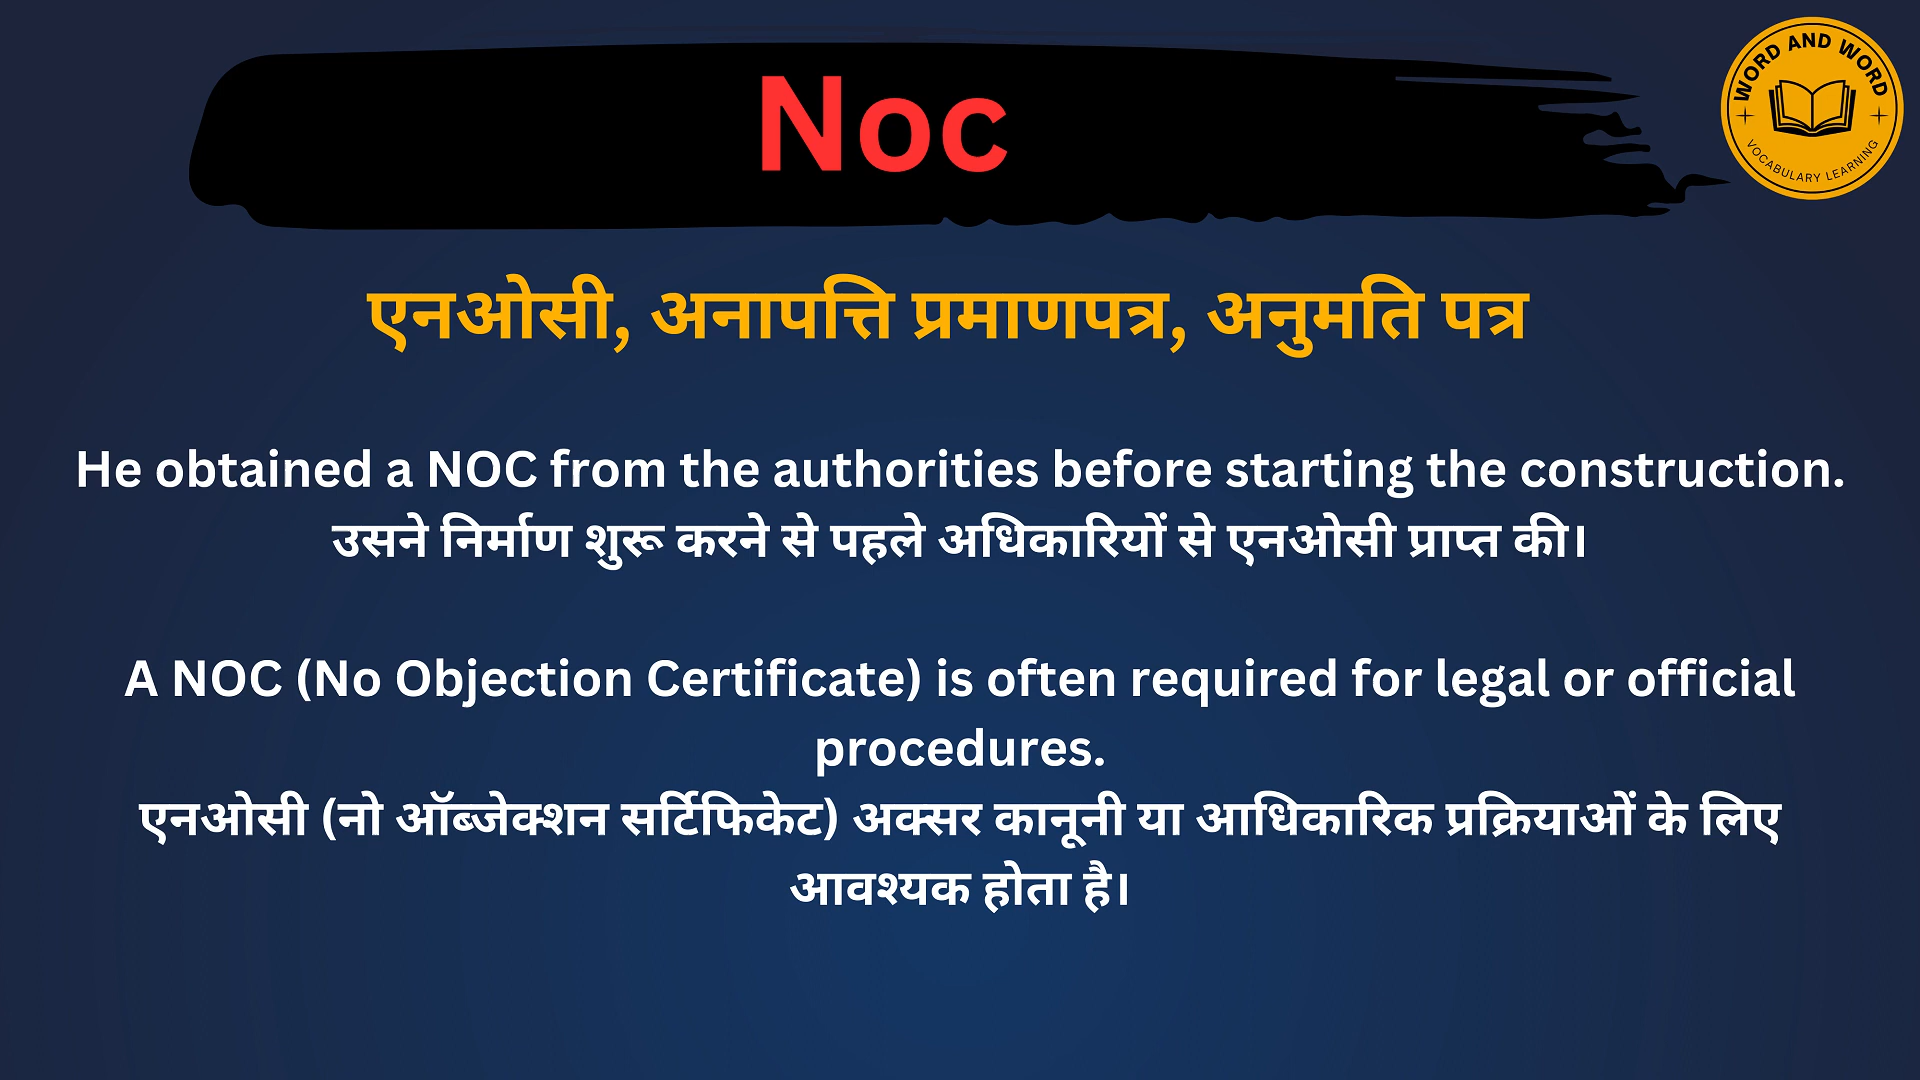 Noc
WORD AND WORD
VOCABULARY LEARNING
एनओसी, अनापत्ति प्रमाणपत्र, अनुमति पत्र
He obtained a NOC from the authorities before starting the construction.
उसने निर्माण शुरू करने से पहले अधिकारियों से एनओसी प्राप्त की।
A NOC (No Objection Certificate) is often required for legal or official
procedures.
एनओसी (नो ऑब्जेक्शन सर्टिफिकेट) अक्सर कानूनी या आधिकारिक प्रक्रियाओं के लिए
आवश्यक होता है।